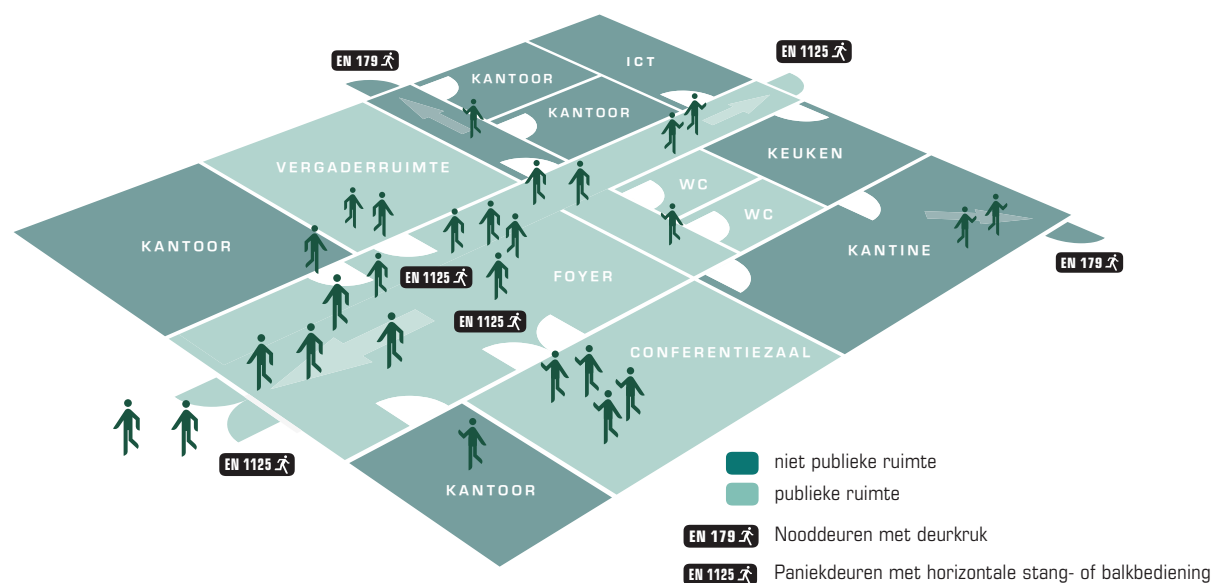 EN 179
EN 1125
ICT
KANTOOR
KANTOOR
KEUKEN
VERGADERRUIMTE
WC
WC
KANTOOR
KANTINE
EN 179
EN 1125
FOYER
EN 1125
CONFERENTIEZAAL
EN 1125
KANTOOR
niet publieke ruimte
publieke ruimte
EN 179 Nooddeuren met deurkruk
EN 1125 Paniekdeuren met horizontale stang- of balkbediening